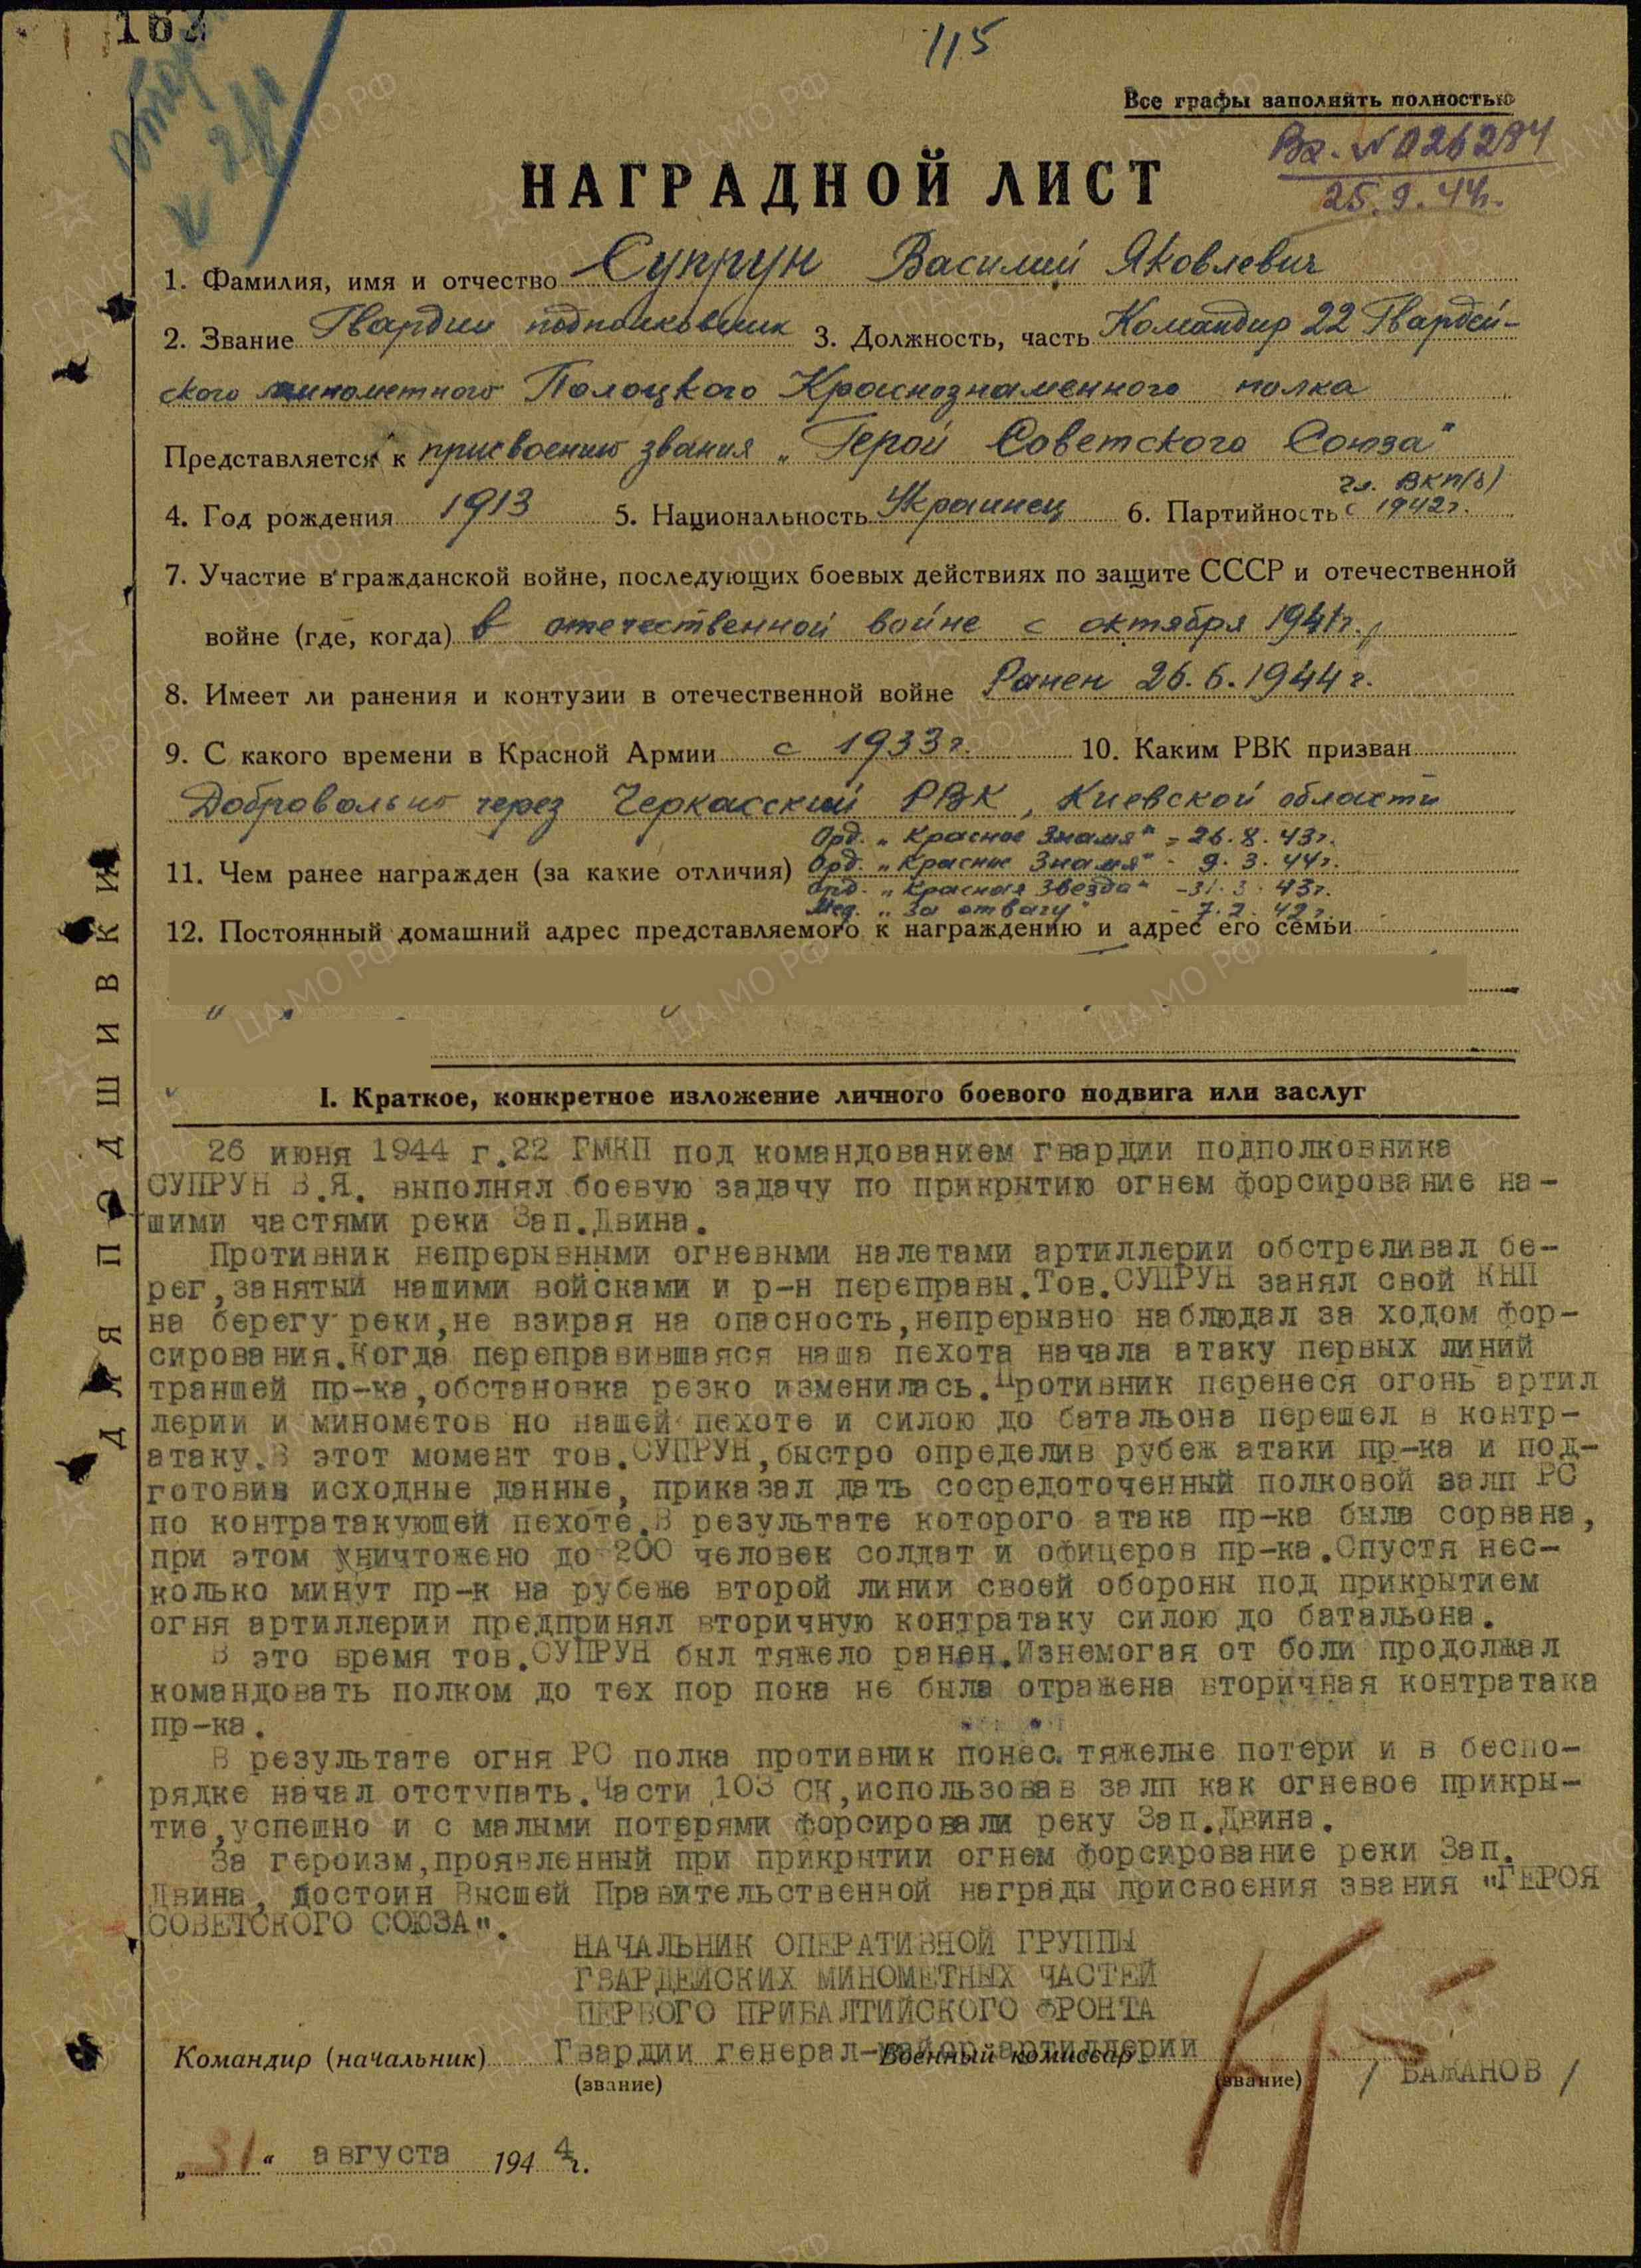 162
115
Все графы заполнять полностью
Вх. № 026284
25.9.44г.
НАГРАДНОЙ ЛИСТ
1. Фамилия, имя и отчество Супрун Василий Яковлевич
2. Звание Гвардии подполковник 3. Должность, часть Командир 22 Гвардей-
ского минометного Полоцкого Краснознаменного полка
Представляется к присвоению звания „Герой Советского Союза"
чл. ВКП(б)
4. Год рождения 1913 5. Национальность Украинец 6. Партийность с 1942г.
7. Участие в гражданской войне, последующих боевых действиях по защите СССР и отечественной
войне (где, когда) в отечественной войне с октября 1941г.
8. Имеет ли ранения и контузии в отечественной войне Ранен 26.6.1944г.
9. С какого времени в Красной Армии с 1933г. 10. Каким РВК призван
Добровольно через Черкасский РВК, Киевской области
Орд. „Красное Знамя" - 26.8.43г.
11. Чем ранее награжден (за какие отличия) Орд. „Красное Знамя" - 9.3.44г.
Орд. „Красная Звезда" - 31.3.43г.
Мед. „За отвагу" - 7.2.42г.
12. Постоянный домашний адрес представляемого к награждению и адрес его семьи
I. Краткое, конкретное изложение личного боевого подвига или заслуг
26 июня 1944 г.22 ГМКП под командованием гвардии подполковника
СУПРУН В.Я. выполнял боевую задачу по прикрытию огнем форсирование на-
шими частями реки Зап.Двина.
Противник непрерывными огневыми налетами артиллерии обстреливал бе-
рег,занятый нашими войсками и р-н переправы.Тов.СУПРУН занял свой КНП
на берегу реки,не взирая на опасность,непрерывно наблюдал за ходом фор-
сирования.Когда переправившаяся наша пехота начала атаку первых линий
траншей пр-ка,обстановка резко изменилась.Противник перенеся огонь артил
лерии и минометов но нашей пехоте и силою до батальона перешел в контр-
атаку.В этот момент тов.СУПРУН,быстро определив рубеж атаки пр-ка и под-
готовив исходные данные, приказал дать сосредоточенный полковой залп РС
по контратакующей пехоте.В результате которого атака пр-ка была сорвана,
при этом уничтожено до 200 человек солдат и офицеров пр-ка.Спустя нес-
колько минут пр-к на рубеже второй линии своей обороны под прикрытием
огня артиллерии предпринял вторичную контратаку силою до батальона.
В это время тов.СУПРУН был тяжело ранен.Изнемогая от боли продолжал
командовать полком до тех пор пока не была отражена вторичная контратака
пр-ка.
В результате огня РС полка противник понес тяжелые потери и в беспо-
рядке начал отступать.Части 103 СК,использовав залп как огневое прикры-
тие,успешно и с малыми потерями форсировали реку Зап.Двина.
За героизм,проявленный при прикрытии огнем форсирование реки Зап.
Двина, достоин Высшей Правительственной награды присвоения звания "ГЕРОЯ
СОВЕТСКОГО СОЮЗА".
НАЧАЛЬНИК ОПЕРАТИВНОЙ ГРУППЫ
ГВАРДЕЙСКИХ МИНОМЕТНЫХ ЧАСТЕЙ
ПЕРВОГО ПРИБАЛТИЙСКОГО ФРОНТА
Командир (начальник) Гвардии генерал-майор артиллерии Военный комиссар
(звание) (звание) / БАЖАНОВ /
„31" августа 1944г.
ДЛЯ ПОДШИВКИ
ЦАМО РФ
ПАМЯТЬ НАРОДА